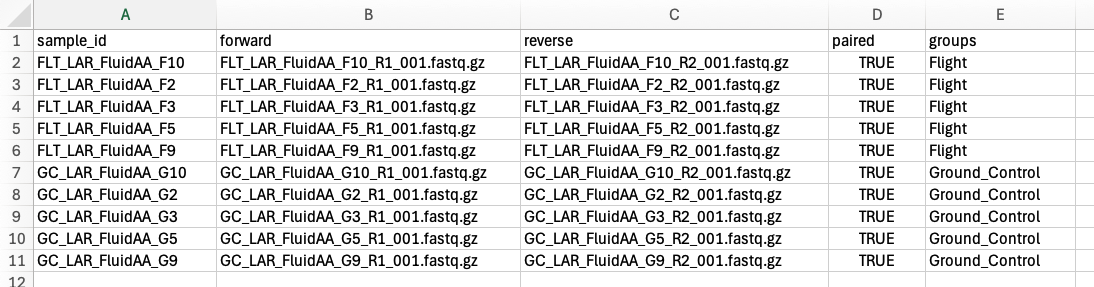 A B C D E
1 sample_id forward reverse paired groups
2 FLT_LAR_FluidAA_F10 FLT_LAR_FluidAA_F10_R1_001.fastq.gz FLT_LAR_FluidAA_F10_R2_001.fastq.gz TRUE Flight
3 FLT_LAR_FluidAA_F2 FLT_LAR_FluidAA_F2_R1_001.fastq.gz FLT_LAR_FluidAA_F2_R2_001.fastq.gz TRUE Flight
4 FLT_LAR_FluidAA_F3 FLT_LAR_FluidAA_F3_R1_001.fastq.gz FLT_LAR_FluidAA_F3_R2_001.fastq.gz TRUE Flight
5 FLT_LAR_FluidAA_F5 FLT_LAR_FluidAA_F5_R1_001.fastq.gz FLT_LAR_FluidAA_F5_R2_001.fastq.gz TRUE Flight
6 FLT_LAR_FluidAA_F9 FLT_LAR_FluidAA_F9_R1_001.fastq.gz FLT_LAR_FluidAA_F9_R2_001.fastq.gz TRUE Flight
7 GC_LAR_FluidAA_G10 GC_LAR_FluidAA_G10_R1_001.fastq.gz GC_LAR_FluidAA_G10_R2_001.fastq.gz TRUE Ground_Control
8 GC_LAR_FluidAA_G2 GC_LAR_FluidAA_G2_R1_001.fastq.gz GC_LAR_FluidAA_G2_R2_001.fastq.gz TRUE Ground_Control
9 GC_LAR_FluidAA_G3 GC_LAR_FluidAA_G3_R1_001.fastq.gz GC_LAR_FluidAA_G3_R2_001.fastq.gz TRUE Ground_Control
10 GC_LAR_FluidAA_G5 GC_LAR_FluidAA_G5_R1_001.fastq.gz GC_LAR_FluidAA_G5_R2_001.fastq.gz TRUE Ground_Control
11 GC_LAR_FluidAA_G9 GC_LAR_FluidAA_G9_R1_001.fastq.gz GC_LAR_FluidAA_G9_R2_001.fastq.gz TRUE Ground_Control
12